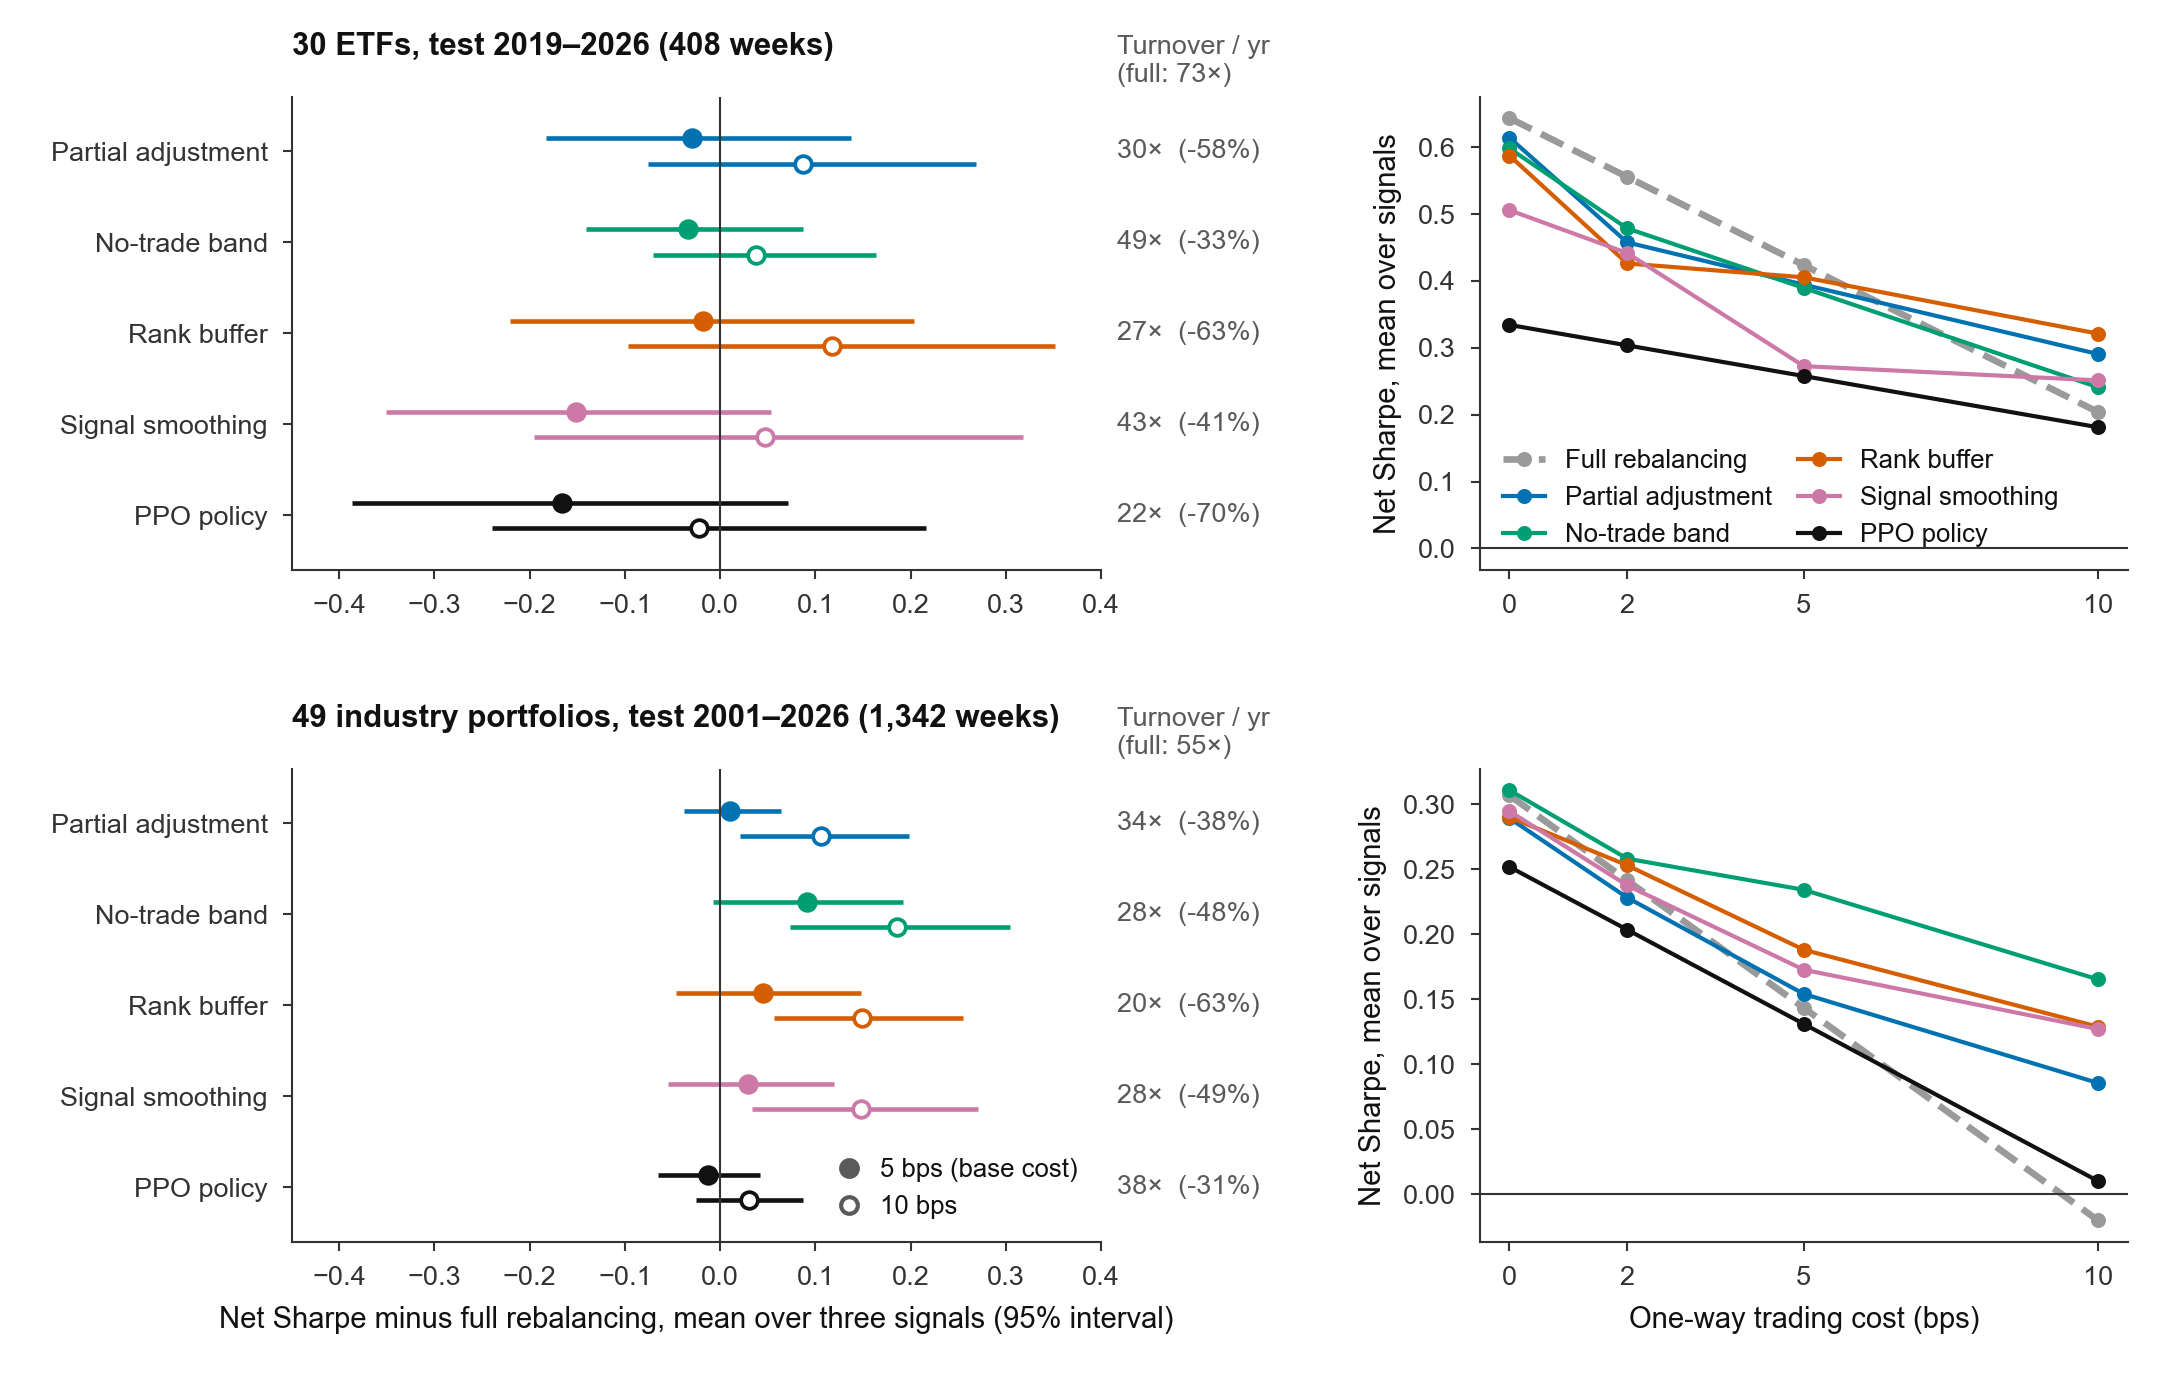 30 ETFs, test 2019–2026 (408 weeks)
Turnover / yr
(full: 73×)
Partial adjustment
30× (-58%)
No-trade band
49× (-33%)
Rank buffer
27× (-63%)
Signal smoothing
43× (-41%)
PPO policy
22× (-70%)
−0.4 −0.3 −0.2 −0.1 0.0 0.1 0.2 0.3 0.4
Net Sharpe, mean over signals
0.6
0.5
0.4
0.3
0.2
0.1
0.0
Full rebalancing
Partial adjustment
No-trade band
Rank buffer
Signal smoothing
PPO policy
0 2 5 10
49 industry portfolios, test 2001–2026 (1,342 weeks)
Turnover / yr
(full: 55×)
Partial adjustment
34× (-38%)
No-trade band
28× (-48%)
Rank buffer
20× (-63%)
Signal smoothing
28× (-49%)
PPO policy
38× (-31%)
5 bps (base cost)
10 bps
−0.4 −0.3 −0.2 −0.1 0.0 0.1 0.2 0.3 0.4
Net Sharpe minus full rebalancing, mean over three signals (95% interval)
Net Sharpe, mean over signals
0.30
0.25
0.20
0.15
0.10
0.05
0.00
0 2 5 10
One-way trading cost (bps)